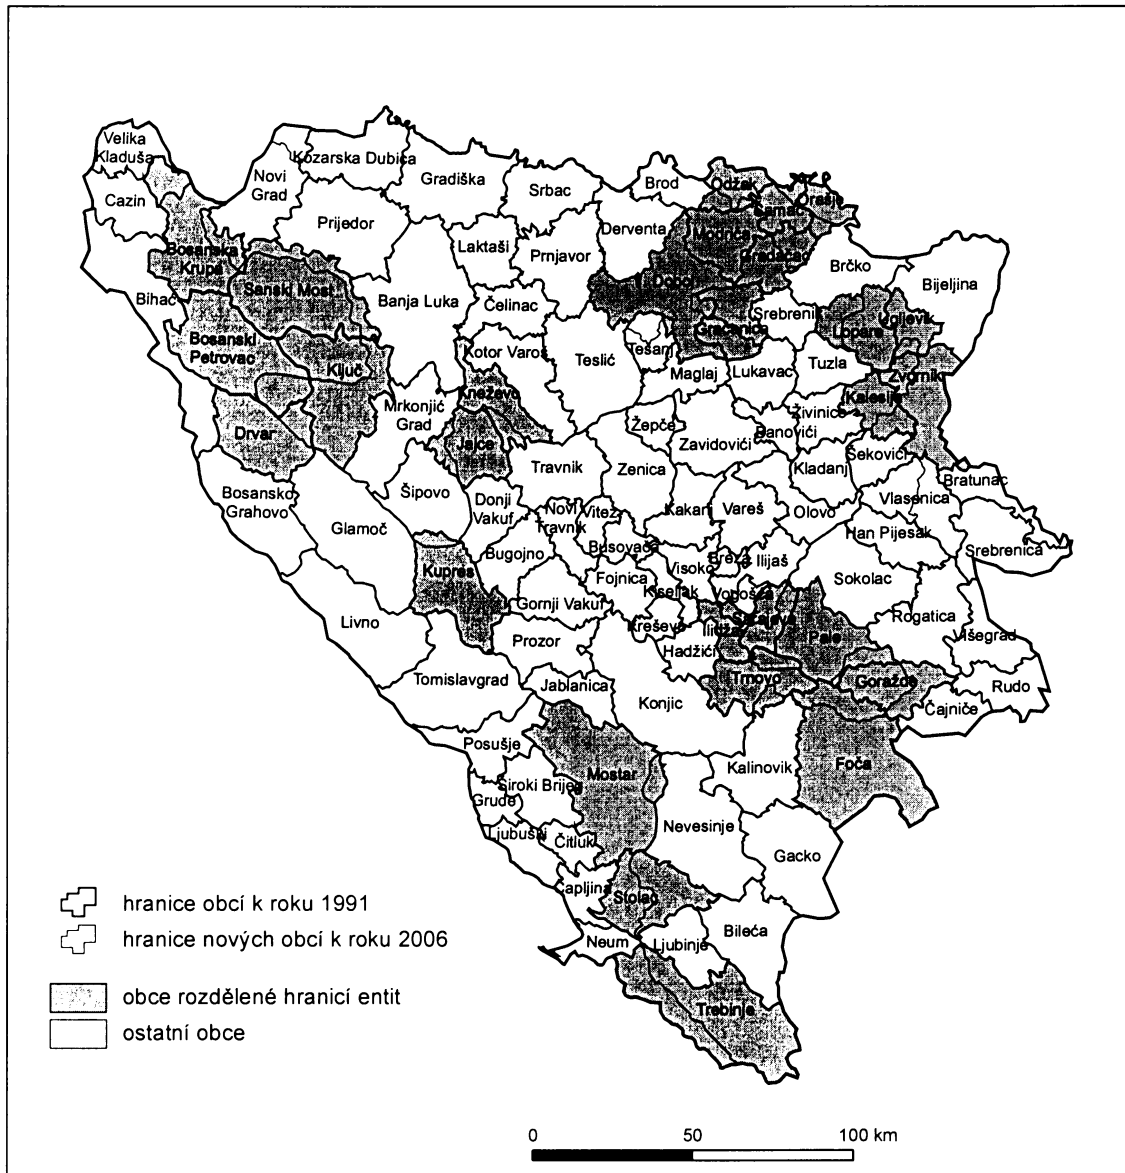 Velika
Kladuša
Cazin
Bihać
Bosanska
Krupa
Novi
Grad
Kozarska Dubica
Gradiška
Prijedor
Sanski Most
Bosanski
Petrovac
Ključ
Drvar
Bosansko
Grahovo
Glamoč
Livno
Srbac
Laktaši
Banja Luka
Čelinac
Prnjavor
Derventa
Brod
Odžak
Šamac
Orašje
Modriča
Gradačac
Doboj
Brčko
Bijeljina
Gračanica
Srebrenik
Lopare
Ugljevik
Kotor Varoš
Teslić
Tešanj
Maglaj
Lukavac
Tuzla
Zvornik
Kalesija
Kneževo
Mrkonjić
Grad
Jajce
Šipovo
Travnik
Žepče
Zavidovići
Banovići
Živinice
Zenica
Kladanj
Šekovići
Bratunac
Vlasenica
Donji
Vakuf
Novi
Travnik
Vitez
Kakanj
Vareš
Olovo
Han Pijesak
Srebrenica
Busovača
Bugojno
Kupres
Fojnica
Visoko
Breza
Ilijaš
Sokolac
Gornji Vakuf
Kiseljak
Vogošća
Kreševo
Ilidža
Sarajevo
Pale
Rogatica
Višegrad
Prozor
Hadžići
Trnovo
Goražde
Rudo
Čajniče
Tomislavgrad
Jablanica
Konjic
Posušje
Široki Brijeg
Mostar
Kalinovik
Foča
Grude
Ljubuški
Čitluk
Nevesinje
Gacko
Čapljina
Stolac
Neum
Ljubinje
Bileća
Trebinje
hranice obcí k roku 1991
hranice nových obcí k roku 2006
obce rozdělené hranicí entit
ostatní obce
0 50 100 km